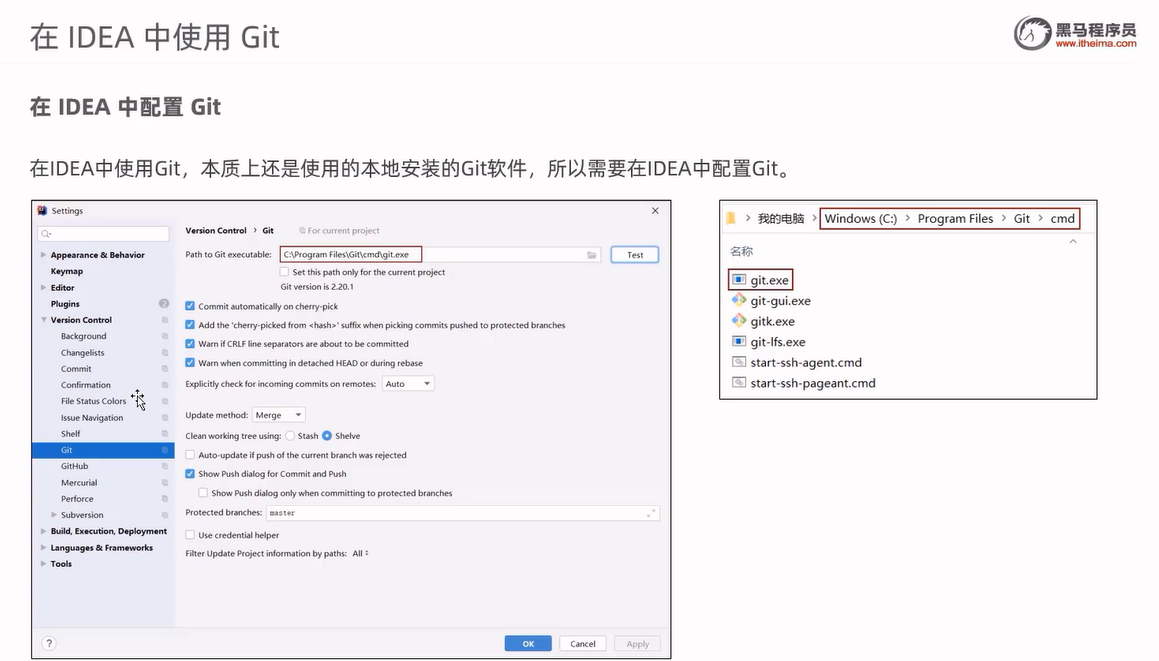 在 IDEA 中使用 Git
黑马程序员
www.itheima.com
在 IDEA 中配置 Git
在IDEA中使用Git，本质上还是使用的本地安装的Git软件，所以需要在IDEA中配置Git。
Settings
Appearance & Behavior
Keymap
Editor
Plugins 2
Version Control
Background
Changelists
Commit
Confirmation
File Status Colors
Issue Navigation
Shelf
Git
GitHub
Mercurial
Perforce
Subversion
Build, Execution, Deployment
Languages & Frameworks
Tools
?
Version Control › Git For current project
Path to Git executable: C:\Program Files\Git\cmd\git.exe Test
Set this path only for the current project
Git version is 2.20.1
Commit automatically on cherry-pick
Add the 'cherry-picked from <hash>' suffix when picking commits pushed to protected branches
Warn if CRLF line separators are about to be committed
Warn when committing in detached HEAD or during rebase
Explicitly check for incoming commits on remotes: Auto
Update method: Merge
Clean working tree using: Stash Shelve
Auto-update if push of the current branch was rejected
Show Push dialog for Commit and Push
Show Push dialog only when committing to protected branches
Protected branches: master
Use credential helper
Filter Update Project information by paths: All
OK Cancel Apply
我的电脑 › Windows (C:) › Program Files › Git › cmd
名称
git.exe
git-gui.exe
gitk.exe
git-lfs.exe
start-ssh-agent.cmd
start-ssh-pageant.cmd